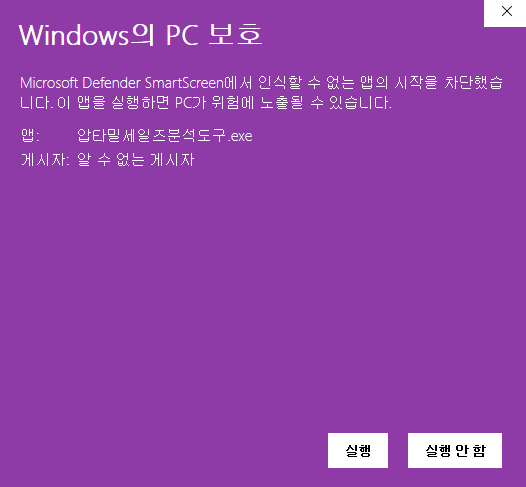 Windows의 PC 보호
Microsoft Defender SmartScreen에서 인식할 수 없는 앱의 시작을 차단했습
니다. 이 앱을 실행하면 PC가 위험에 노출될 수 있습니다.
앱: 압타밀세일즈분석도구.exe
게시자: 알 수 없는 게시자
실행 실행 안 함